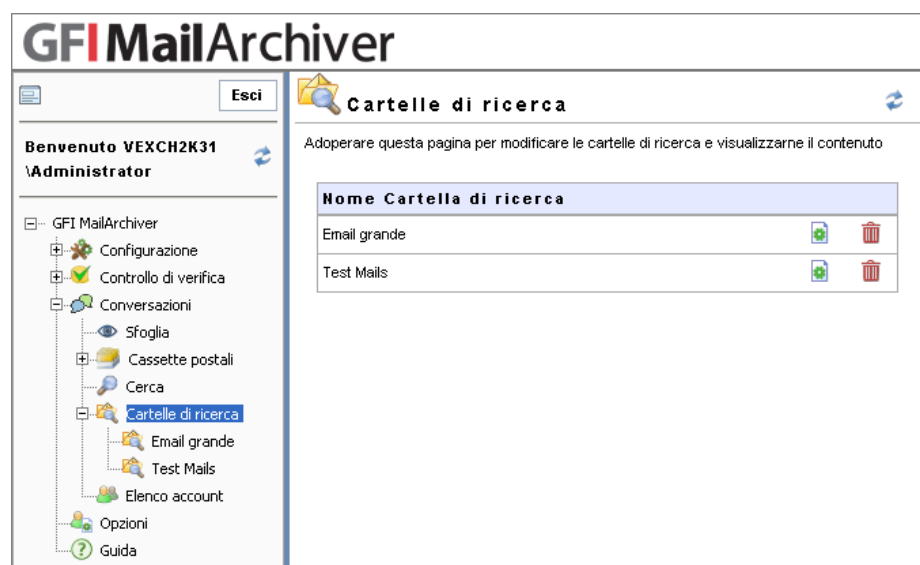 GFI MailArchiver
Esci
Benvenuto VEXCH2K31
\Administrator
GFI MailArchiver
Configurazione
Controllo di verifica
Conversazioni
Sfoglia
Cassette postali
Cerca
Cartelle di ricerca
Email grande
Test Mails
Elenco account
Opzioni
Guida
Cartelle di ricerca
Adoperare questa pagina per modificare le cartelle di ricerca e visualizzarne il contenuto
Nome Cartella di ricerca
Email grande
Test Mails